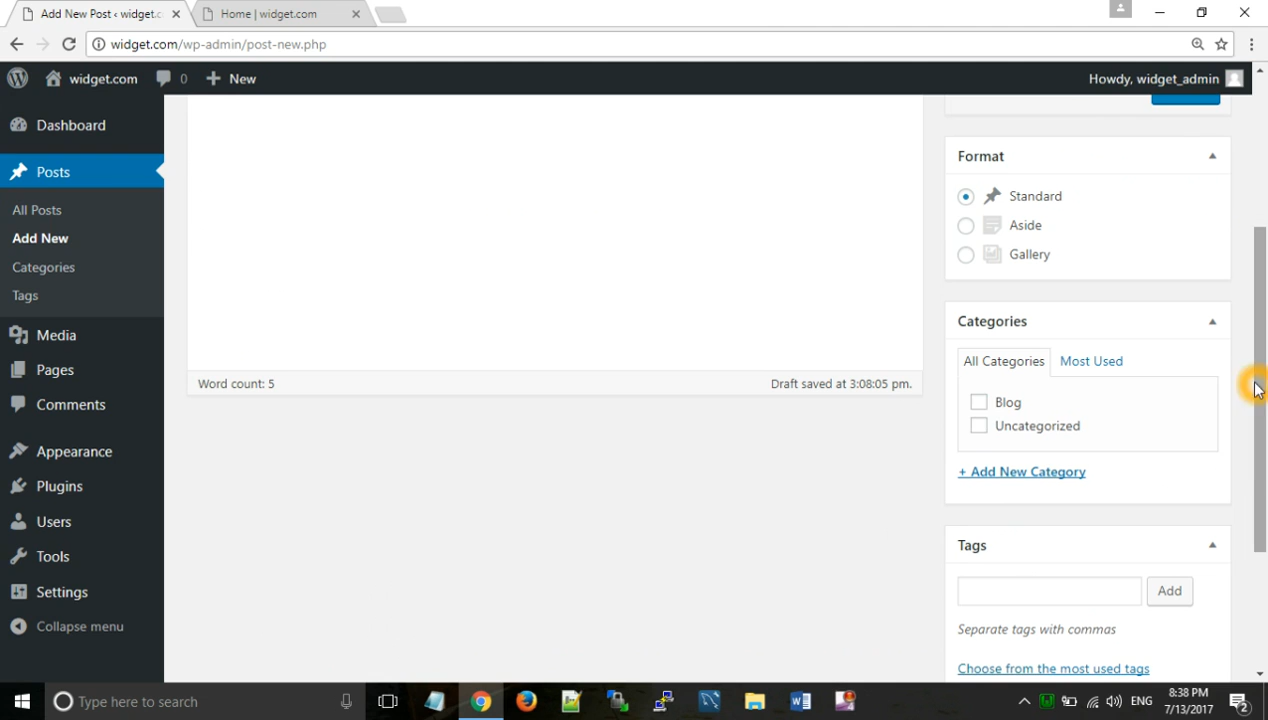 Add New Post ‹ widget.c
Home | widget.com
widget.com/wp-admin/post-new.php
widget.com
0
New
Howdy, widget_admin
Dashboard
Posts
All Posts
Add New
Categories
Tags
Media
Pages
Comments
Appearance
Plugins
Users
Tools
Settings
Collapse menu
Word count: 5
Draft saved at 3:08:05 pm.
Format
Standard
Aside
Gallery
Categories
All Categories
Most Used
Blog
Uncategorized
+ Add New Category
Tags
Add
Separate tags with commas
Choose from the most used tags
Type here to search
ENG
8:38 PM
7/13/2017
2